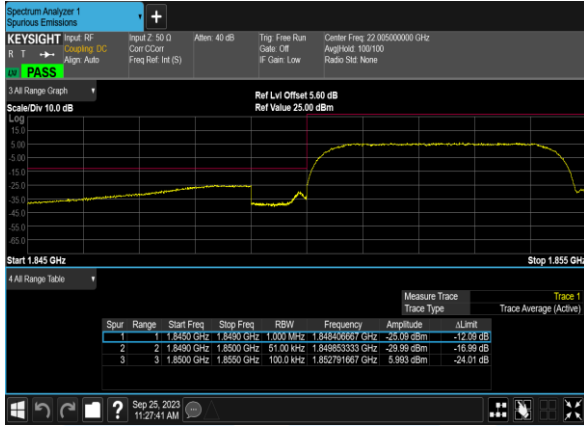 Spectrum Analyzer 1
Spurious Emissions
KEYSIGHT Input: RF Input Z: 50 Ω Atten: 40 dB Trig: Free Run Center Freq: 22.005000000 GHz
R T Coupling: DC Corr CCorr Gate: Off Avg|Hold: 100/100
Align: Auto Freq Ref: Int (S) IF Gain: Low Radio Std: None
LXI PASS
3 All Range Graph Ref Lvl Offset 5.60 dB
Scale/Div 10.0 dB Ref Value 25.00 dBm
Log
15.0
5.00
-5.00
-15.0
-25.0
-35.0
-45.0
-55.0
-65.0
Start 1.845 GHz Stop 1.855 GHz
4 All Range Table
Measure Trace Trace 1
Trace Type Trace Average (Active)
Spur Range Start Freq Stop Freq RBW Frequency Amplitude ΔLimit
1 1 1.8450 GHz 1.8490 GHz 1.000 MHz 1.848406667 GHz -25.09 dBm -12.09 dB
2 2 1.8490 GHz 1.8500 GHz 51.00 kHz 1.849853333 GHz -29.99 dBm -16.99 dB
3 3 1.8500 GHz 1.8550 GHz 100.0 kHz 1.852791667 GHz 5.993 dBm -24.01 dB
? Sep 25, 2023
11:27:41 AM